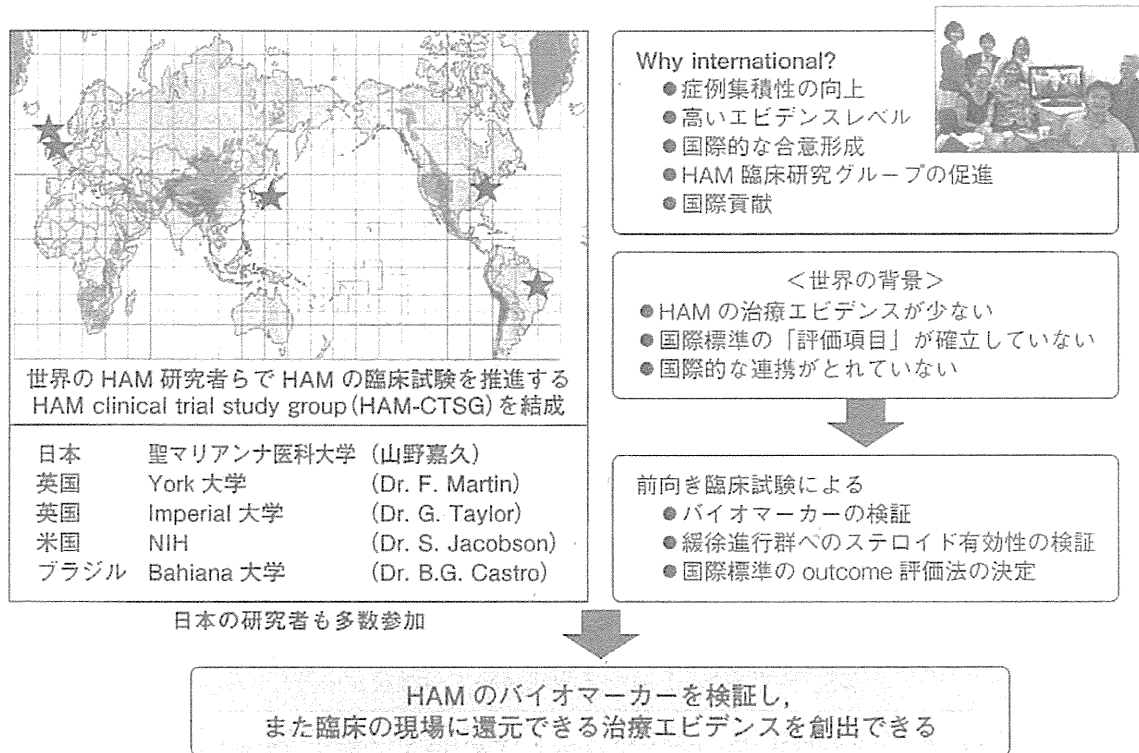 世界の HAM 研究者らで HAM の臨床試験を推進する
HAM clinical trial study group(HAM-CTSG)を結成
日本 聖マリアンナ医科大学 (山野嘉久)
英国 York 大学 (Dr. F. Martin)
英国 Imperial 大学 (Dr. G. Taylor)
米国 NIH (Dr. S. Jacobson)
ブラジル Bahiana 大学 (Dr. B.G. Castro)
日本の研究者も多数参加
Why international?
●症例集積性の向上
●高いエビデンスレベル
●国際的な合意形成
●HAM 臨床研究グループの促進
●国際貢献
<世界の背景>
●HAM の治療エビデンスが少ない
●国際標準の「評価項目」が確立していない
●国際的な連携がとれていない
前向き臨床試験による
●バイオマーカーの検証
●緩徐進行群へのステロイド有効性の検証
●国際標準の outcome 評価法の決定
HAM のバイオマーカーを検証し,
また臨床の現場に還元できる治療エビデンスを創出できる